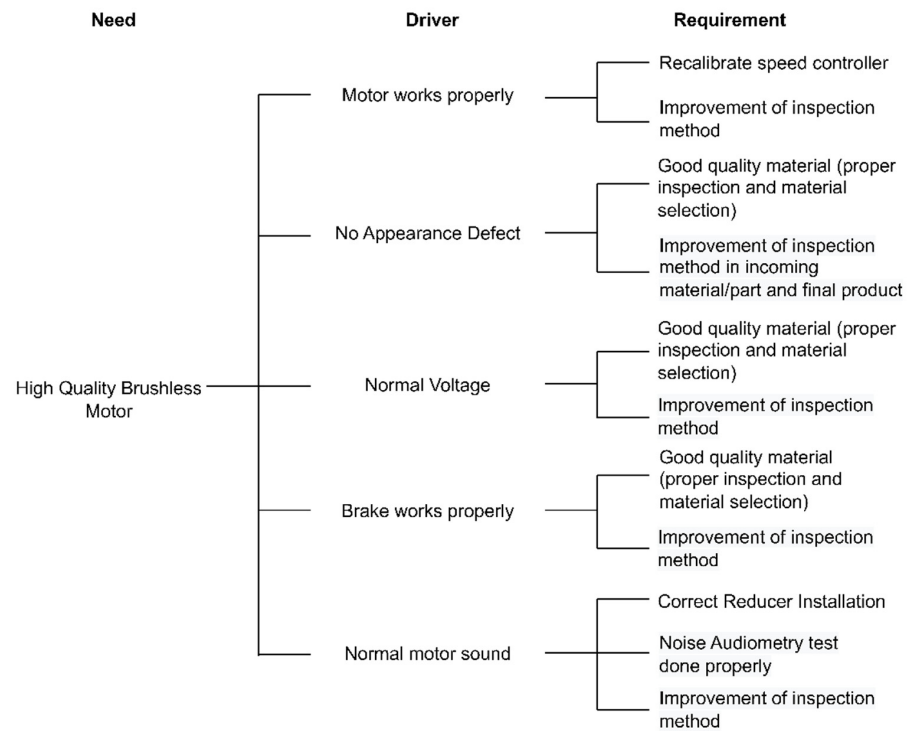 Need
Driver
Requirement
High Quality Brushless
Motor
Motor works properly
Recalibrate speed controller
Improvement of inspection
method
No Appearance Defect
Good quality material (proper
inspection and material
selection)
Improvement of inspection
method in incoming
material/part and final product
Normal Voltage
Good quality material (proper
inspection and material
selection)
Improvement of inspection
method
Brake works properly
Good quality material
(proper inspection and
material selection)
Improvement of inspection
method
Normal motor sound
Correct Reducer Installation
Noise Audiometry test
done properly
Improvement of inspection
method